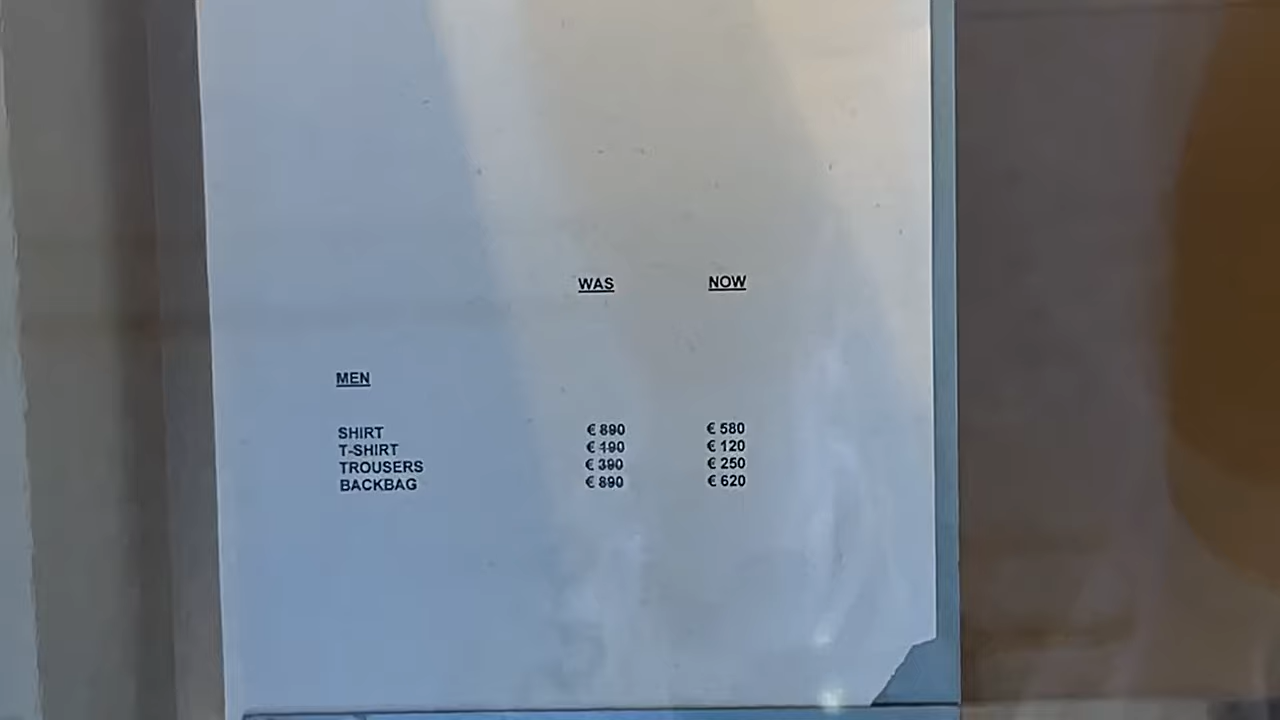 WAS NOW
MEN
SHIRT € 890 € 580
T-SHIRT € 190 € 120
TROUSERS € 390 € 250
BACKBAG € 890 € 620